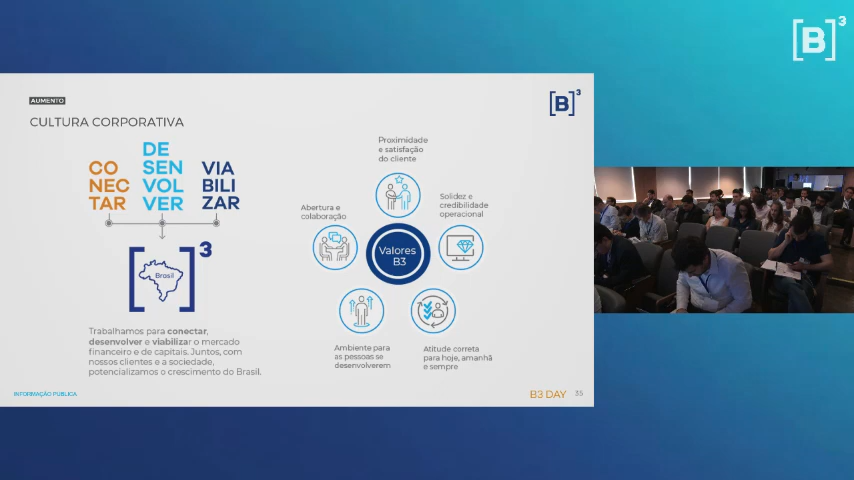 [B]³
AUMENTO
[B]³
CULTURA CORPORATIVA
CO
NEC
TAR
DE
SEN
VOL
VER
VIA
BILI
ZAR
[ ]³
Brasil
Trabalhamos para conectar,
desenvolver e viabilizar o mercado
financeiro e de capitais. Juntos, com
nossos clientes e a sociedade,
potencializamos o crescimento do Brasil.
Proximidade
e satisfação
do cliente
Abertura e
colaboração
Solidez e
credibilidade
operacional
Valores
B3
Ambiente para
as pessoas se
desenvolverem
Atitude correta
para hoje, amanhã
e sempre
INFORMAÇÃO PÚBLICA
B3 DAY 35